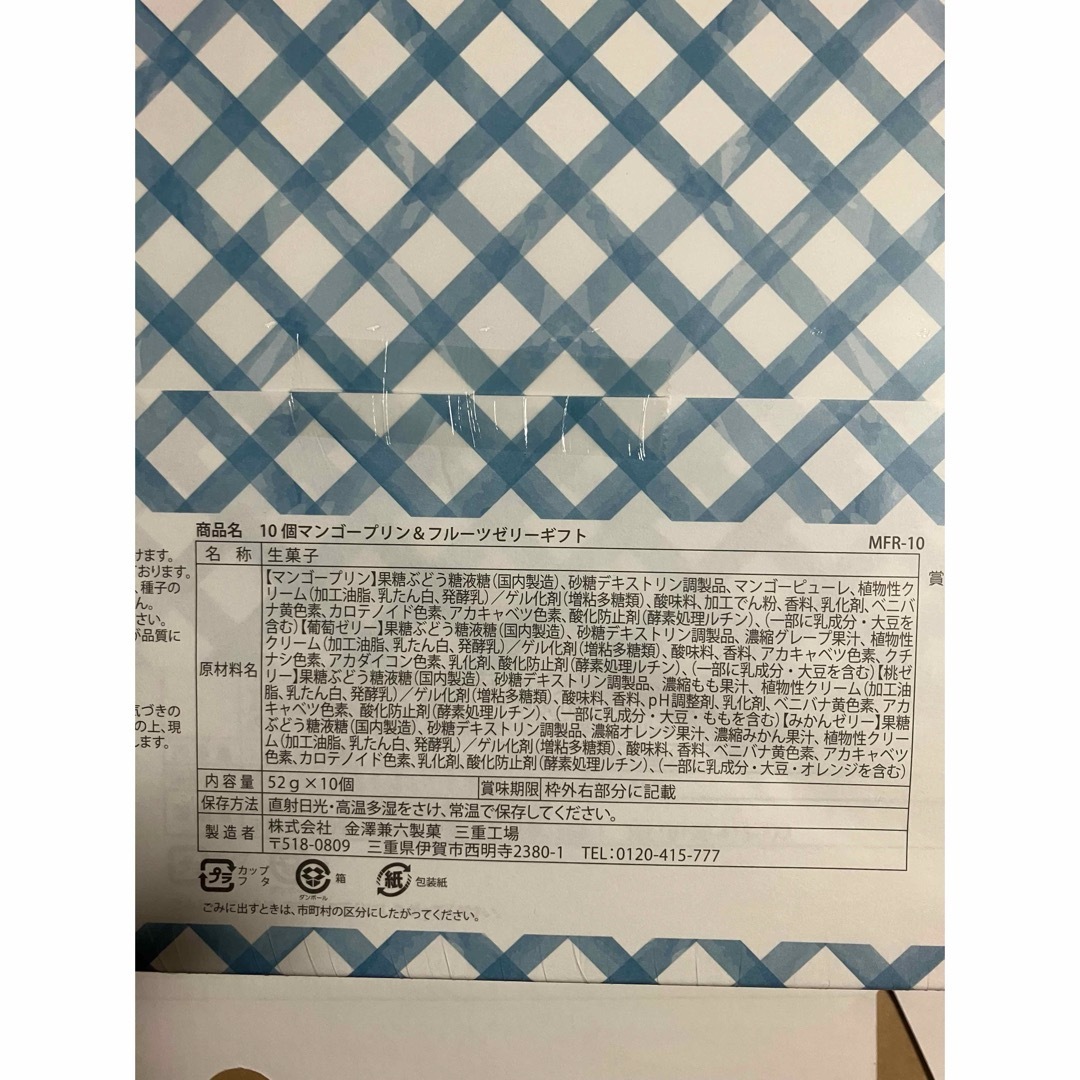 商品名 10個マンゴープリン&フルーツゼリーギフト MFR-10
名称 生菓子
原材料名
【マンゴープリン】果糖ぶどう糖液糖(国内製造)、砂糖デキストリン調製品、マンゴーピューレ、植物性ク
リーム(加工油脂、乳たん白、発酵乳)/ゲル化剤(増粘多糖類)、酸味料、加工でん粉、香料、乳化剤、ベニバ
ナ黄色素、カロテノイド色素、アカキャベツ色素、酸化防止剤(酵素処理ルチン)、(一部に乳成分・大豆を
含む)【葡萄ゼリー】果糖ぶどう糖液糖(国内製造)、砂糖デキストリン調製品、濃縮グレープ果汁、植物性
クリーム(加工油脂、乳たん白、発酵乳)/ゲル化剤(増粘多糖類)、酸味料、香料、アカキャベツ色素、クチ
ナシ色素、アカダイコン色素、乳化剤、酸化防止剤(酵素処理ルチン)、(一部に乳成分・大豆を含む)【桃ゼ
リー】果糖ぶどう糖液糖(国内製造)、砂糖デキストリン調製品、濃縮もも果汁、植物性クリーム(加工油
脂、乳たん白、発酵乳)/ゲル化剤(増粘多糖類)、酸味料、香料、pH調整剤、乳化剤、ベニバナ黄色素、アカ
キャベツ色素、酸化防止剤(酵素処理ルチン)、(一部に乳成分・大豆・ももを含む)【みかんゼリー】果糖
ぶどう糖液糖(国内製造)、砂糖デキストリン調製品、濃縮オレンジ果汁、濃縮みかん果汁、植物性クリー
ム(加工油脂、乳たん白、発酵乳)/ゲル化剤(増粘多糖類)、酸味料、香料、ベニバナ黄色素、アカキャベツ
色素、カロテノイド色素、乳化剤、酸化防止剤(酵素処理ルチン)、(一部に乳成分・大豆・オレンジを含む)
内容量 52g×10個 賞味期限 枠外右部分に記載
保存方法 直射日光・高温多湿をさけ、常温で保存してください。
製造者 株式会社 金澤兼六製菓 三重工場
〒518-0809 三重県伊賀市西明寺2380-1 TEL:0120-415-777
プラ カップ フタ ダンボール 箱 紙 包装紙
ごみに出すときは、市町村の区分にしたがってください。
けます。
ております。
、種子の
ん。
さい。
が品質に
気づきの
の上、現
します。
賞